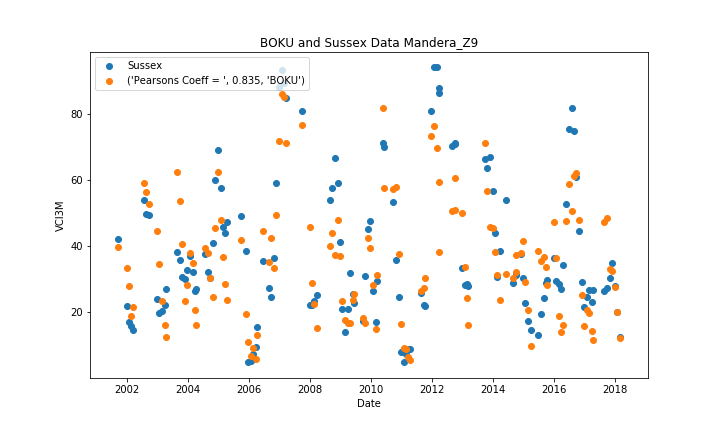 BOKU and Sussex Data Mandera_Z9
Sussex
('Pearsons Coeff = ', 0.835, 'BOKU')
VCI3M
80
60
40
20
2002 2004 2006 2008 2010 2012 2014 2016 2018
Date